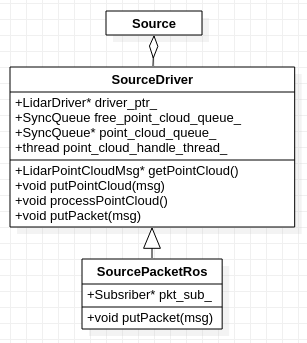 Source
SourceDriver
+LidarDriver* driver_ptr_
+SyncQueue free_point_cloud_queue_
+SyncQueue* point_cloud_queue_
+thread point_cloud_handle_thread_
+LidarPointCloudMsg* getPointCloud()
+void putPointCloud(msg)
+void processPointCloud()
+void putPacket(msg)
SourcePacketRos
+Subsriber* pkt_sub_
+void putPacket(msg)